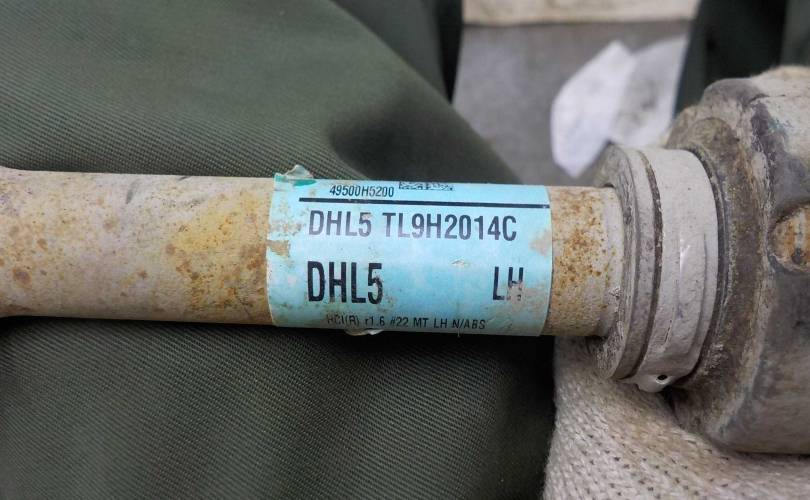 49500H5200
DHL5 TL9H2014C
DHL5 LH
HCI(R) r1.6 #22 MT LH N/ABS